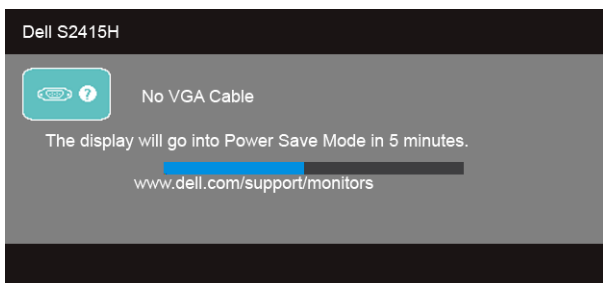 Dell S2415H
?
No VGA Cable
The display will go into Power Save Mode in 5 minutes.
www.dell.com/support/monitors